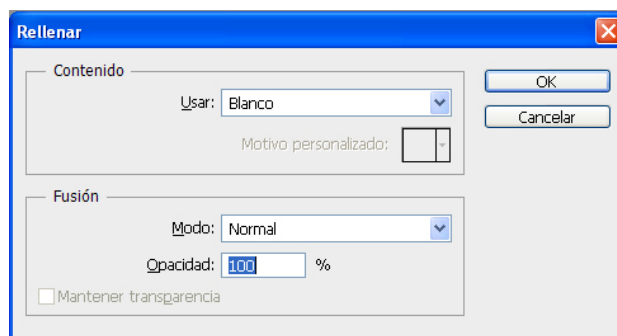 Rellenar
Contenido
Usar: Blanco
OK
Cancelar
Motivo personalizado:
Fusión
Modo: Normal
Opacidad: 100 %
Mantener transparencia